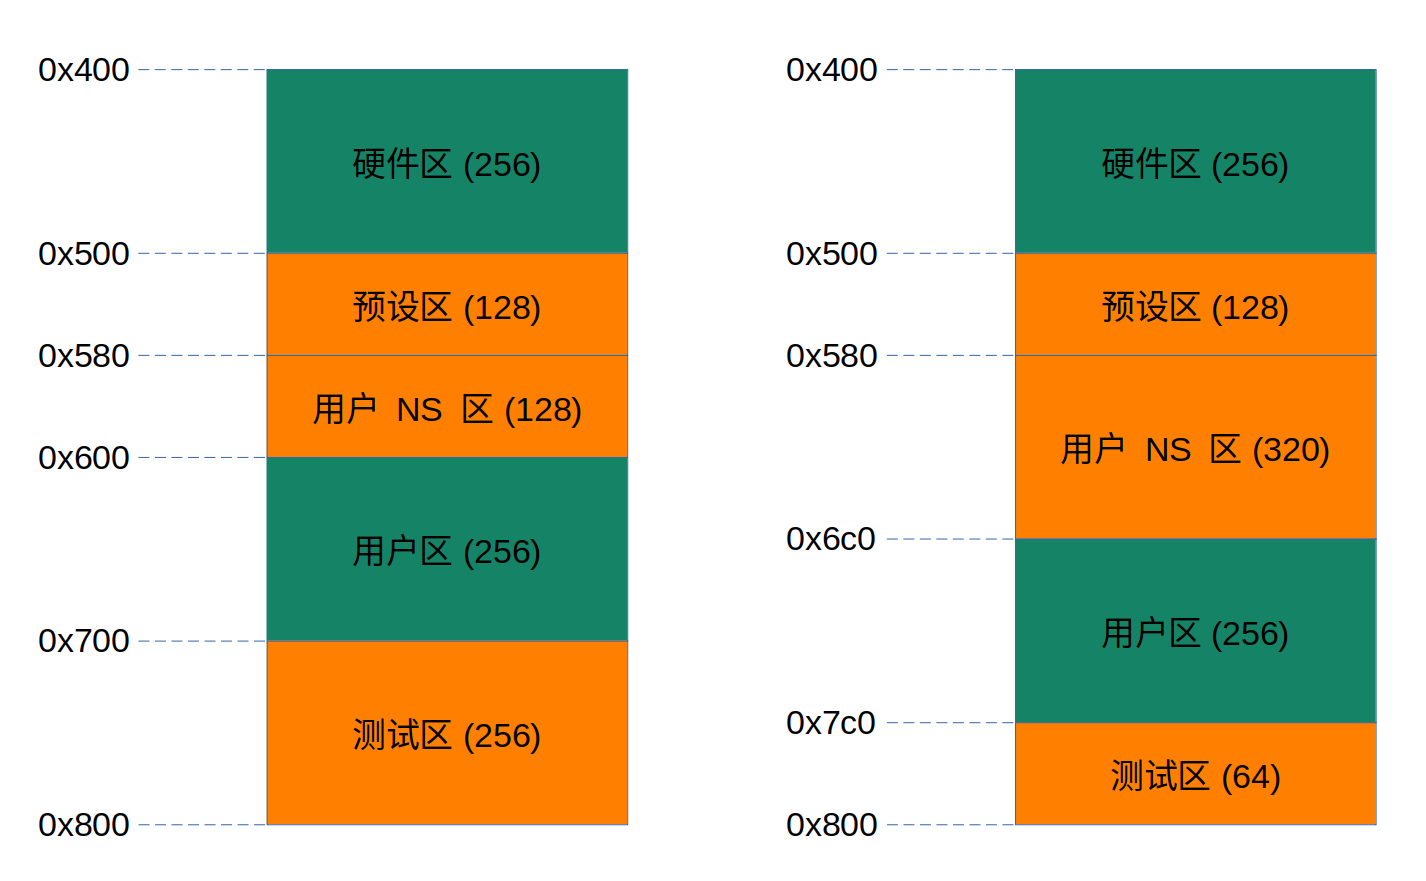 0x400
硬件区 (256)
0x500
预设区 (128)
0x580
用户 NS 区 (128)
0x600
用户区 (256)
0x700
测试区 (256)
0x800
0x400
硬件区 (256)
0x500
预设区 (128)
0x580
用户 NS 区 (320)
0x6c0
用户区 (256)
0x7c0
测试区 (64)
0x800